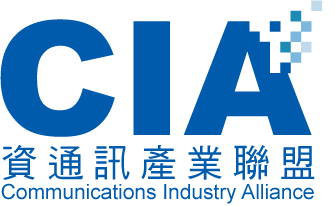 CIA
資通訊產業聯盟
Communications Industry Alliance